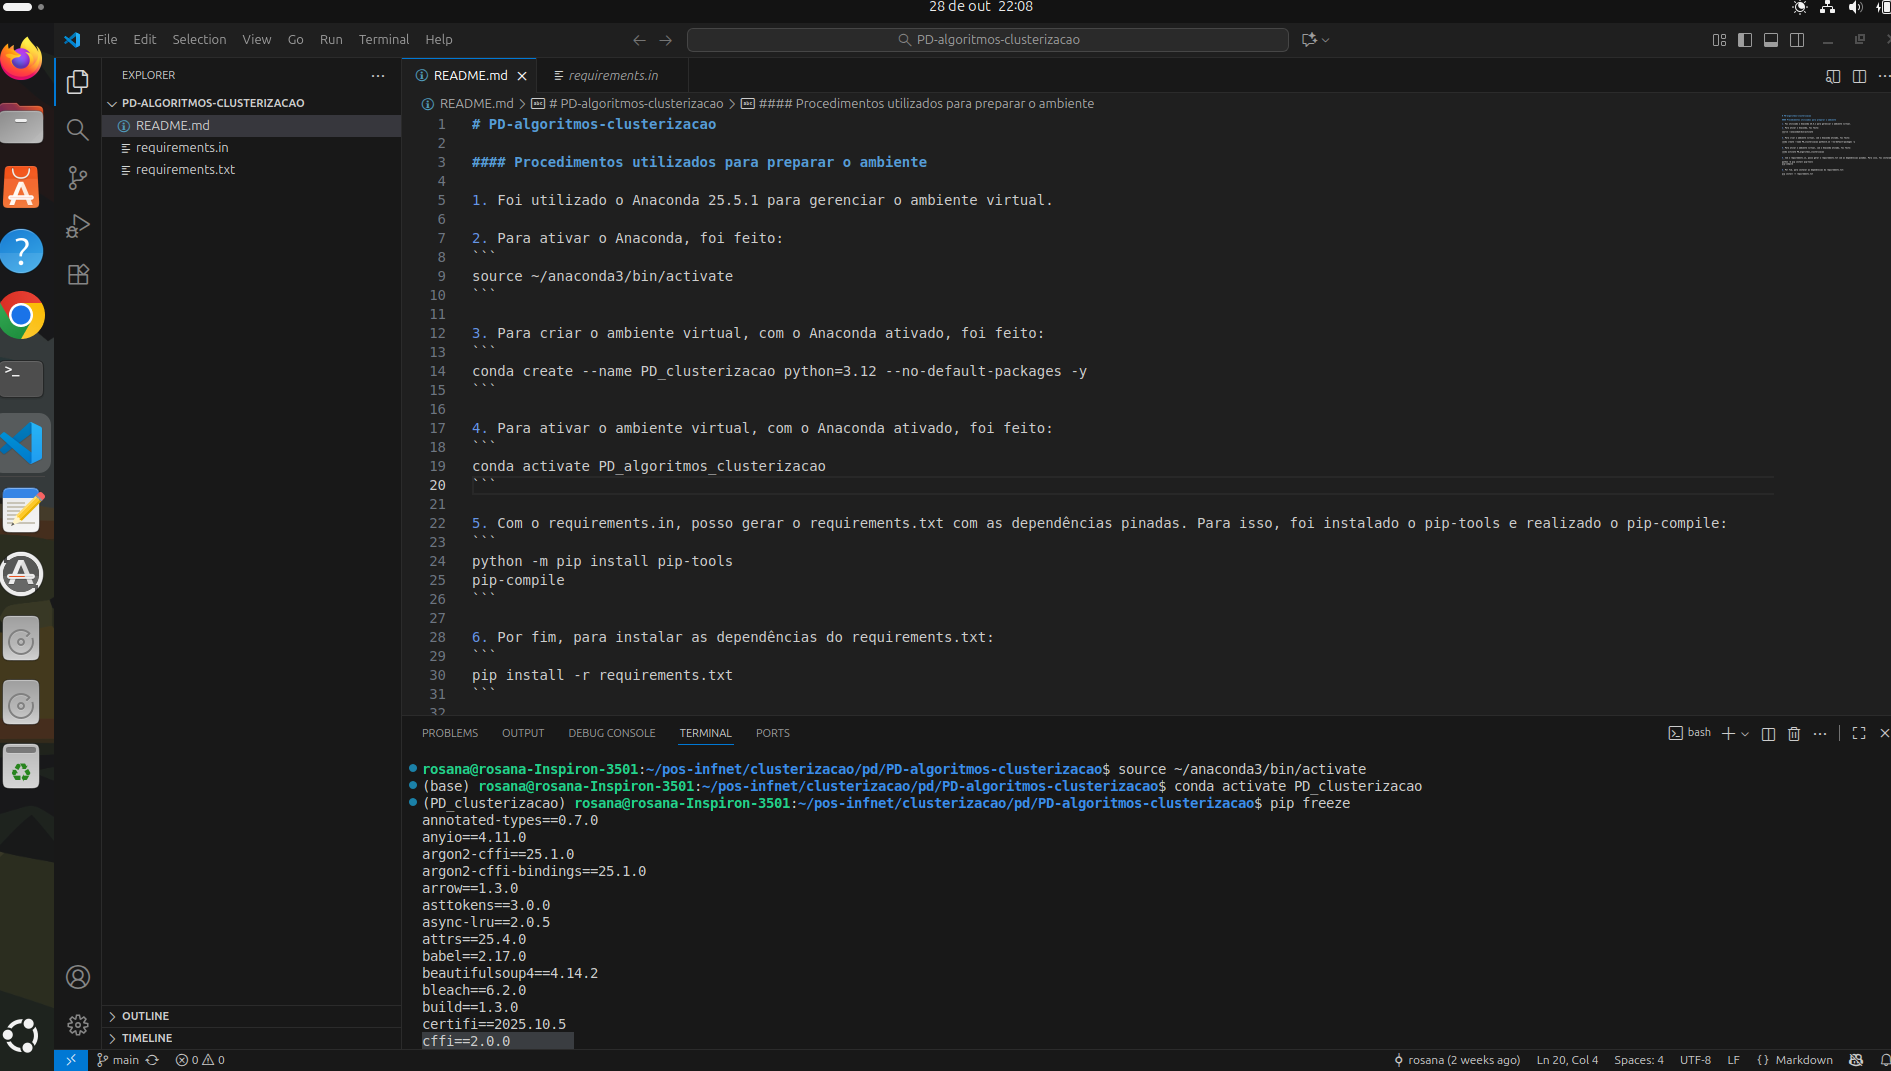 28 de out 22:08
File Edit Selection View Go Run Terminal Help
PD-algoritmos-clusterizacao
EXPLORER
PD-ALGORITMOS-CLUSTERIZACAO
README.md
requirements.in
requirements.txt
OUTLINE
TIMELINE
README.md
requirements.in
README.md > # PD-algoritmos-clusterizacao > #### Procedimentos utilizados para preparar o ambiente
1 # PD-algoritmos-clusterizacao
2
3 #### Procedimentos utilizados para preparar o ambiente
4
5 1. Foi utilizado o Anaconda 25.5.1 para gerenciar o ambiente virtual.
6
7 2. Para ativar o Anaconda, foi feito:
8 ```
9 source ~/anaconda3/bin/activate
10 ```
11
12 3. Para criar o ambiente virtual, com o Anaconda ativado, foi feito:
13 ```
14 conda create --name PD_clusterizacao python=3.12 --no-default-packages -y
15 ```
16
17 4. Para ativar o ambiente virtual, com o Anaconda ativado, foi feito:
18 ```
19 conda activate PD_algoritmos_clusterizacao
20 ```
21
22 5. Com o requirements.in, posso gerar o requirements.txt com as dependências pinadas. Para isso, foi instalado o pip-tools e realizado o pip-compile:
23 ```
24 python -m pip install pip-tools
25 pip-compile
26 ```
27
28 6. Por fim, para instalar as dependências do requirements.txt:
29 ```
30 pip install -r requirements.txt
31 ```
32
PROBLEMS OUTPUT DEBUG CONSOLE TERMINAL PORTS
bash
rosana@rosana-Inspiron-3501:~/pos-infnet/clusterizacao/pd/PD-algoritmos-clusterizacao$ source ~/anaconda3/bin/activate
(base) rosana@rosana-Inspiron-3501:~/pos-infnet/clusterizacao/pd/PD-algoritmos-clusterizacao$ conda activate PD_clusterizacao
(PD_clusterizacao) rosana@rosana-Inspiron-3501:~/pos-infnet/clusterizacao/pd/PD-algoritmos-clusterizacao$ pip freeze
annotated-types==0.7.0
anyio==4.11.0
argon2-cffi==25.1.0
argon2-cffi-bindings==25.1.0
arrow==1.3.0
asttokens==3.0.0
async-lru==2.0.5
attrs==25.4.0
babel==2.17.0
beautifulsoup4==4.14.2
bleach==6.2.0
build==1.3.0
certifi==2025.10.5
cffi==2.0.0
main 0 0 rosana (2 weeks ago) Ln 20, Col 4 Spaces: 4 UTF-8 LF {} Markdown